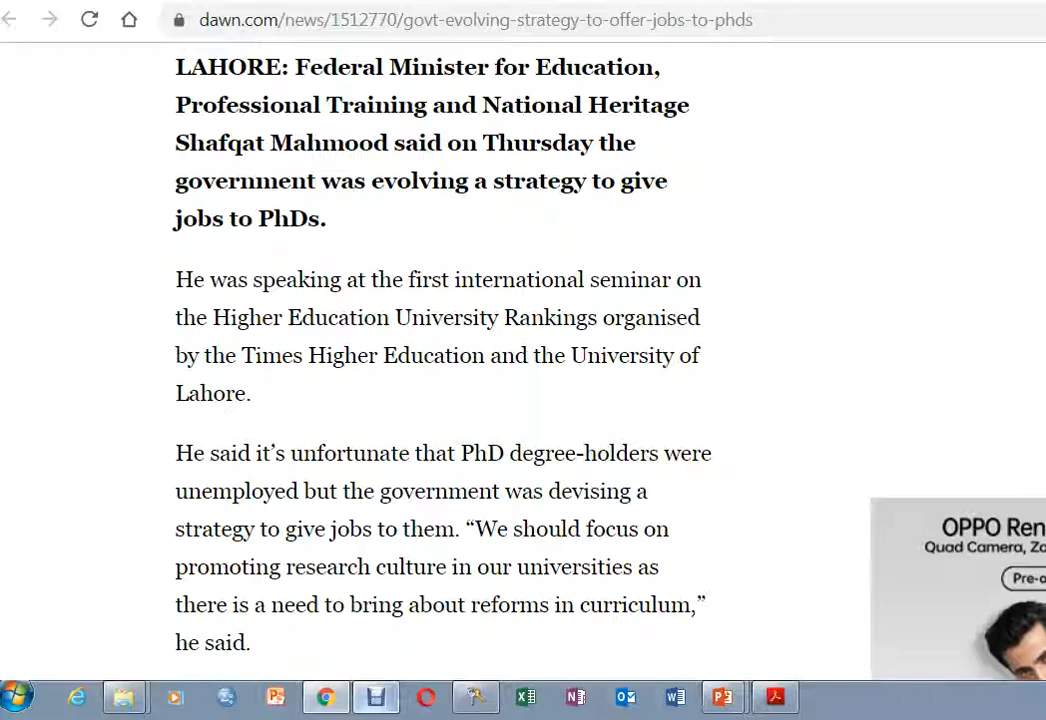 dawn.com/news/1512770/govt-evolving-strategy-to-offer-jobs-to-phds
LAHORE: Federal Minister for Education,
Professional Training and National Heritage
Shafqat Mahmood said on Thursday the
government was evolving a strategy to give
jobs to PhDs.
He was speaking at the first international seminar on
the Higher Education University Rankings organised
by the Times Higher Education and the University of
Lahore.
He said it’s unfortunate that PhD degree-holders were
unemployed but the government was devising a
strategy to give jobs to them. “We should focus on
promoting research culture in our universities as
there is a need to bring about reforms in curriculum,”
he said.
OPPO Ren
Quad Camera, Zo
Pre-o